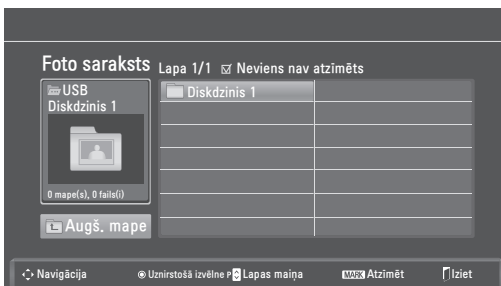 Foto saraksts Lapa 1/1 ☑ Neviens nav atzīmēts
USB
Diskdzinis 1
Diskdzinis 1
0 mape(s), 0 fails(i)
Augš. mape
Navigācija Uznirstošā izvēlne P Lapas maiņa MARK Atzīmēt Iziet